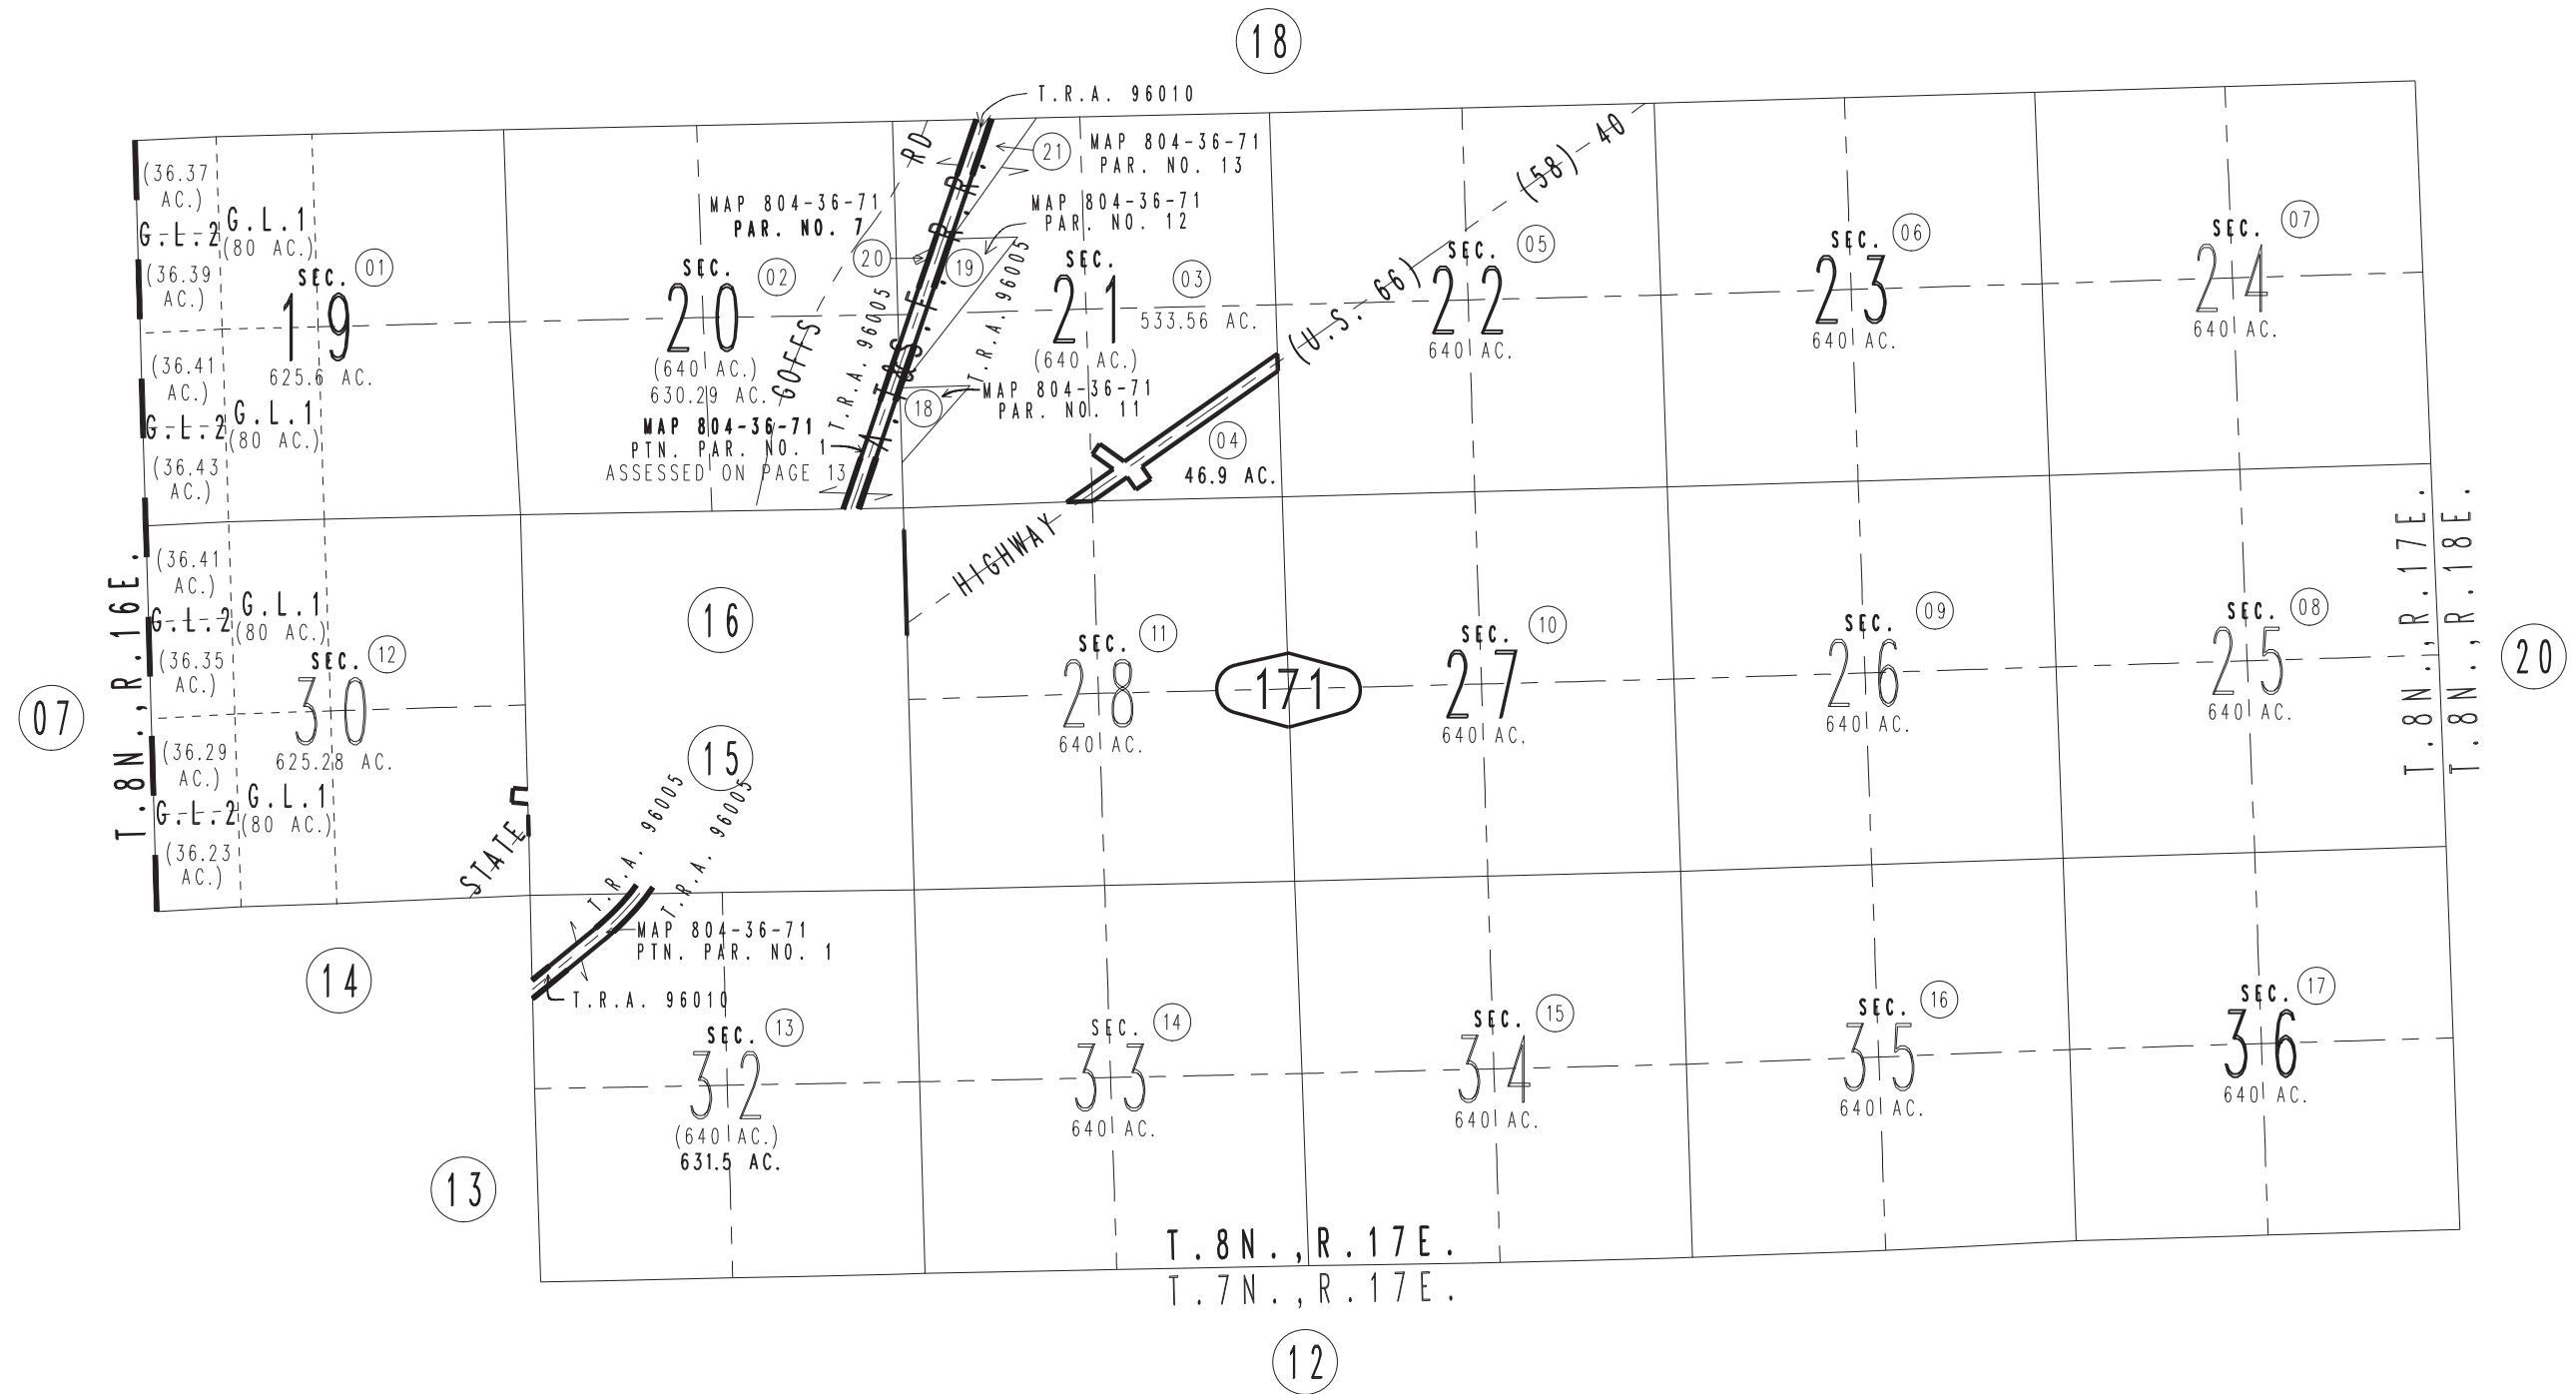 18
T.R.A. 96010
21
MAP 804-36-71
PAR. NO. 13
RD
(36.37
AC.)
G.L.2
G.L.1
(80 AC.)
(36.39
AC.)
SEC. 01
19
625.6 AC.
(36.41
AC.)
G.L.2
G.L.1
(80 AC.)
(36.43
AC.)
MAP 804-36-71
PAR. NO. 7
20
SEC. 02
20
(640 AC.)
630.29 AC.
MAP 804-36-71
PTN. PAR. NO. 1
ASSESSED ON PAGE 13
GOFFS
T.R.A. 96005
A.T.&S.F.R.R.
MAP 804-36-71
PAR. NO. 12
19
T.R.A. 96005
SEC. 03
21
533.56 AC.
(640 AC.)
MAP 804-36-71
PAR. NO. 11
18
04
46.9 AC.
(U.S. 66) (58) 40
SEC. 05
22
640 AC.
SEC. 06
23
640 AC.
SEC. 07
24
640 AC.
HIGHWAY
T.8N.,R.16E.
07
(36.41
AC.)
G.L.2
G.L.1
(80 AC.)
(36.35
AC.)
SEC. 12
30
625.28 AC.
(36.29
AC.)
G.L.2
G.L.1
(80 AC.)
(36.23
AC.)
STATE
16
15
T.R.A. 96005
T.R.A. 96005
SEC. 11
28
640 AC.
171
SEC. 10
27
640 AC.
SEC. 09
26
640 AC.
SEC. 08
25
640 AC.
T.8N.,R.17E.
T.8N.,R.18E.
20
14
MAP 804-36-71
PTN. PAR. NO. 1
T.R.A. 96010
13
SEC. 13
32
(640 AC.)
631.5 AC.
SEC. 14
33
640 AC.
SEC. 15
34
640 AC.
SEC. 16
35
640 AC.
SEC. 17
36
640 AC.
T.8N.,R.17E.
T.7N.,R.17E.
12